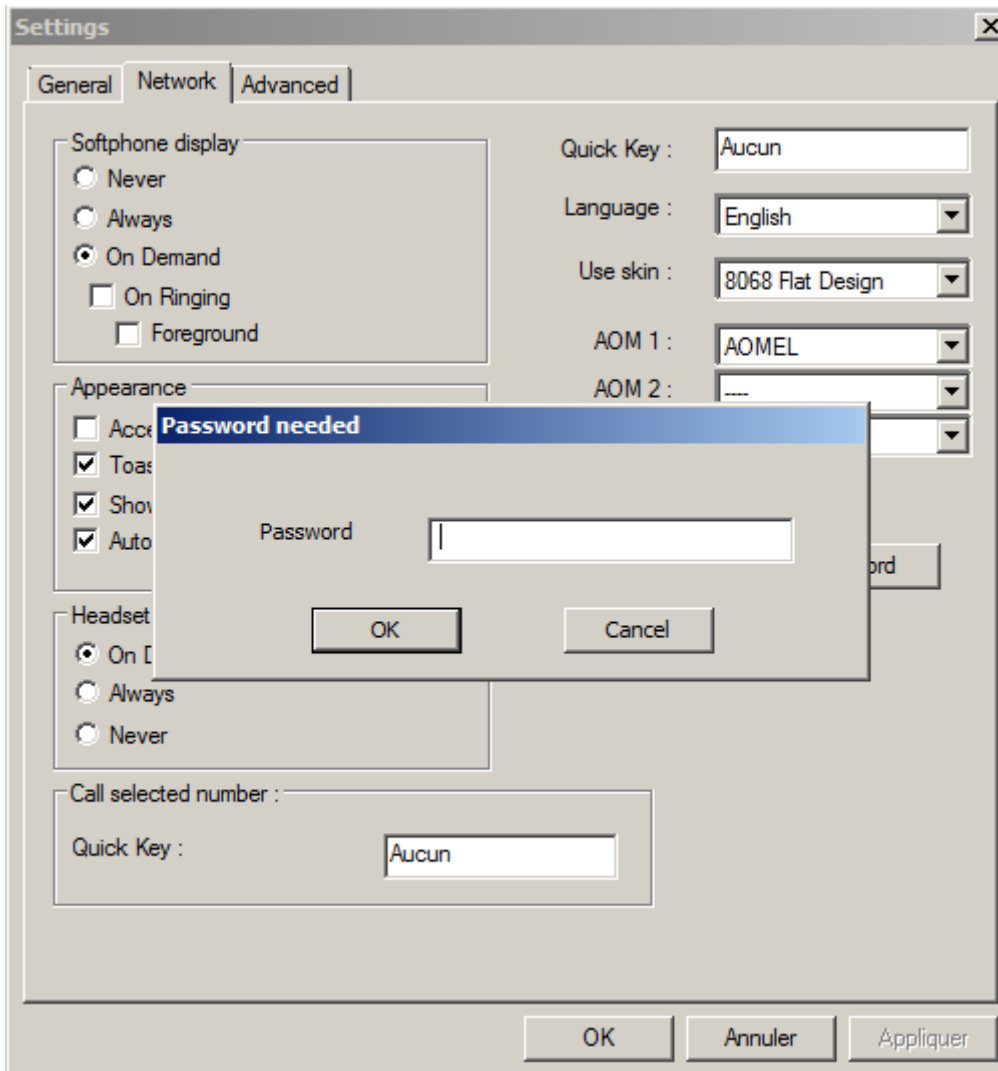 Settings
General Network Advanced
Softphone display
Never
Always
On Demand
On Ringing
Foreground
Quick Key : Aucun
Language : English
Use skin : 8068 Flat Design
AOM 1 : AOMEL
AOM 2 : ----
Appearance
Password needed
Password
OK Cancel
Headset
Always
Never
Call selected number :
Quick Key : Aucun
OK Annuler Appliquer